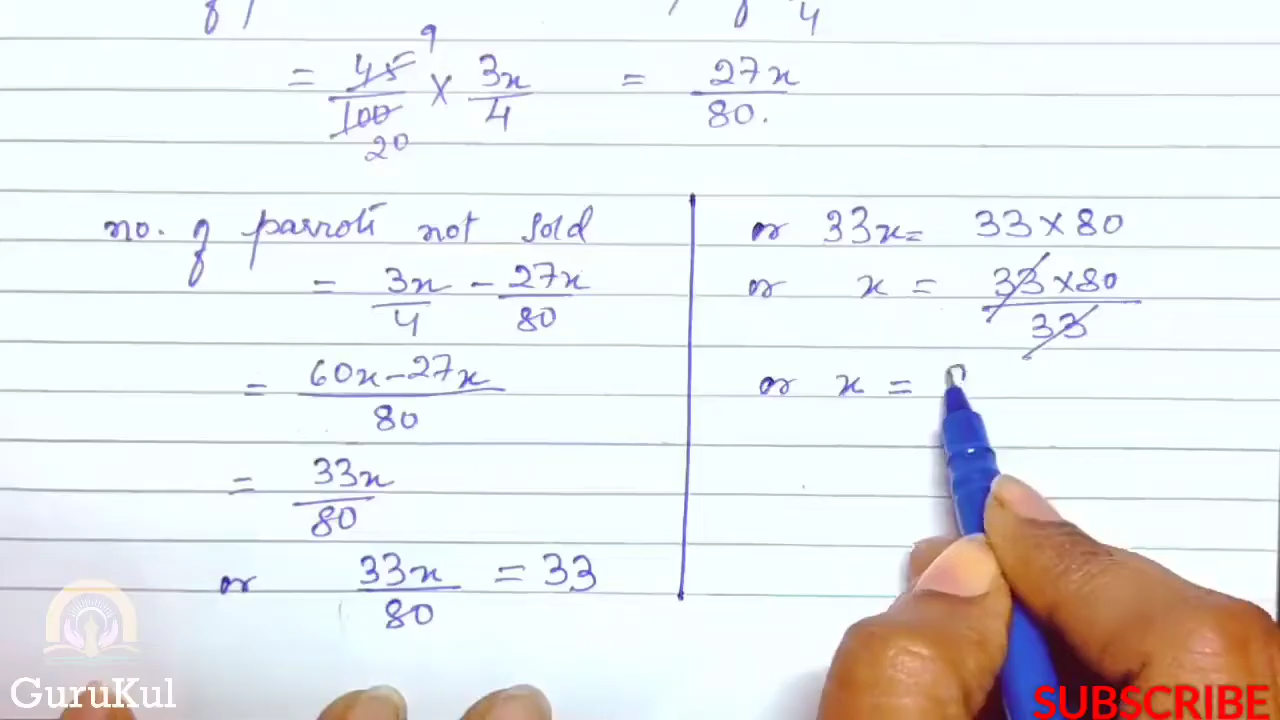 4
= 45/100 × 3x/4 = 27x/80.
9
20
no. of parrots not sold
= 3x/4 - 27x/80
= 60x-27x/80
= 33x/80
or 33x/80 = 33
or 33x = 33×80
or x = 33×80/33
or x =
GuruKul
SUBSCRIBE